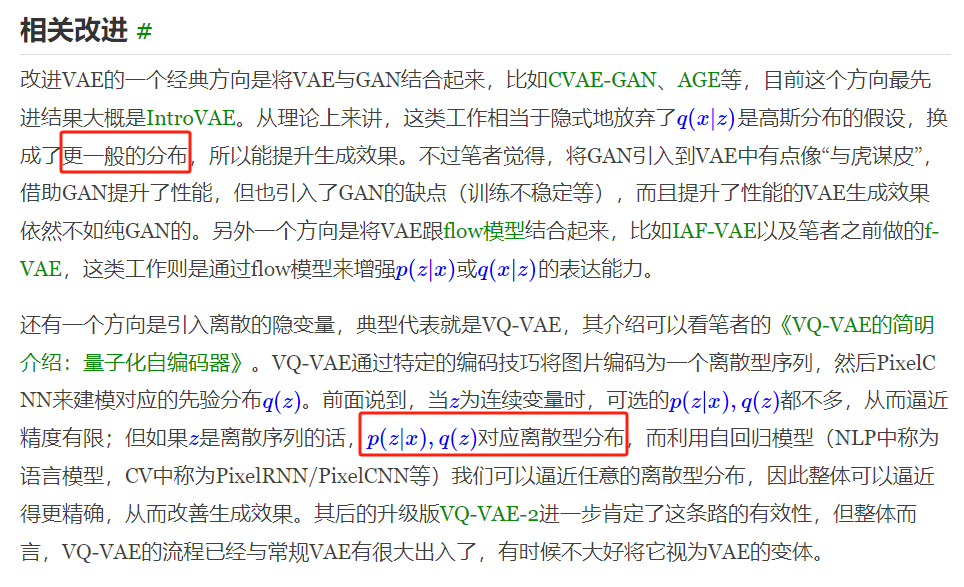 相关改进 #
改进VAE的一个经典方向是将VAE与GAN结合起来，比如CVAE-GAN、AGE等，目前这个方向最先
进结果大概是IntroVAE。从理论上来讲，这类工作相当于隐式地放弃了q(x|z)是高斯分布的假设，换
成了更一般的分布，所以能提升生成效果。不过笔者觉得，将GAN引入到VAE中有点像“与虎谋皮”，
借助GAN提升了性能，但也引入了GAN的缺点（训练不稳定等），而且提升了性能的VAE生成效果
依然不如纯GAN的。另外一个方向是将VAE跟flow模型结合起来，比如IAF-VAE以及笔者之前做的f-
VAE，这类工作则是通过flow模型来增强p(z|x)或q(x|z)的表达能力。
还有一个方向是引入离散的隐变量，典型代表就是VQ-VAE，其介绍可以看笔者的《VQ-VAE的简明
介绍：量子化自编码器》。VQ-VAE通过特定的编码技巧将图片编码为一个离散型序列，然后PixelC
NN来建模对应的先验分布q(z)。前面说到，当z为连续变量时，可选的p(z|x),q(z)都不多，从而逼近
精度有限；但如果z是离散序列的话，p(z|x),q(z)对应离散型分布，而利用自回归模型（NLP中称为
语言模型，CV中称为PixelRNN/PixelCNN等）我们可以逼近任意的离散型分布，因此整体可以逼近
得更精确，从而改善生成效果。其后的升级版VQ-VAE-2进一步肯定了这条路的有效性，但整体而
言，VQ-VAE的流程已经与常规VAE有很大出入了，有时候不大好将它视为VAE的变体。